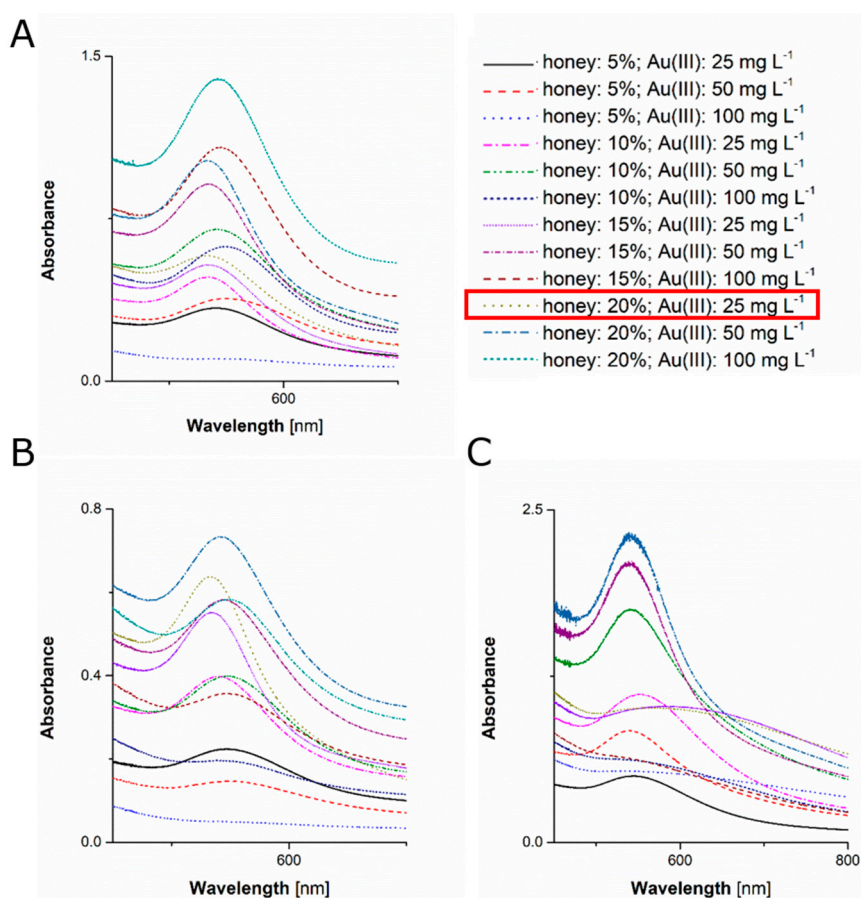 A
1.5
Absorbance
0.0
600
Wavelength [nm]
honey: 5%; Au(III): 25 mg L-1
honey: 5%; Au(III): 50 mg L-1
honey: 5%; Au(III): 100 mg L-1
honey: 10%; Au(III): 25 mg L-1
honey: 10%; Au(III): 50 mg L-1
honey: 10%; Au(III): 100 mg L-1
honey: 15%; Au(III): 25 mg L-1
honey: 15%; Au(III): 50 mg L-1
honey: 15%; Au(III): 100 mg L-1
honey: 20%; Au(III): 25 mg L-1
honey: 20%; Au(III): 50 mg L-1
honey: 20%; Au(III): 100 mg L-1
B
0.8
0.4
Absorbance
0.0
600
Wavelength [nm]
C
2.5
Absorbance
0.0
600
800
Wavelength [nm]